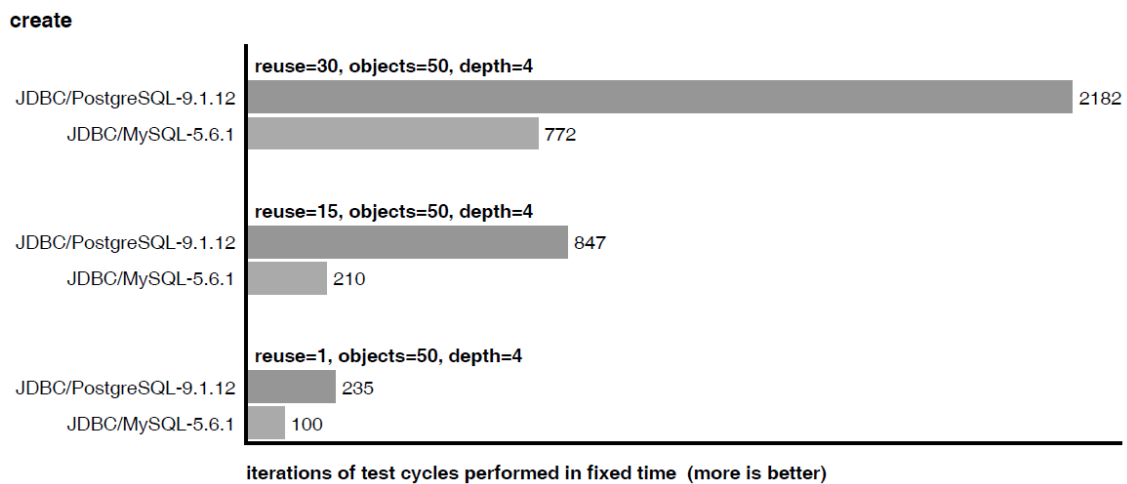 create
reuse=30, objects=50, depth=4
JDBC/PostgreSQL-9.1.12 2182
JDBC/MySQL-5.6.1 772
reuse=15, objects=50, depth=4
JDBC/PostgreSQL-9.1.12 847
JDBC/MySQL-5.6.1 210
reuse=1, objects=50, depth=4
JDBC/PostgreSQL-9.1.12 235
JDBC/MySQL-5.6.1 100
iterations of test cycles performed in fixed time (more is better)